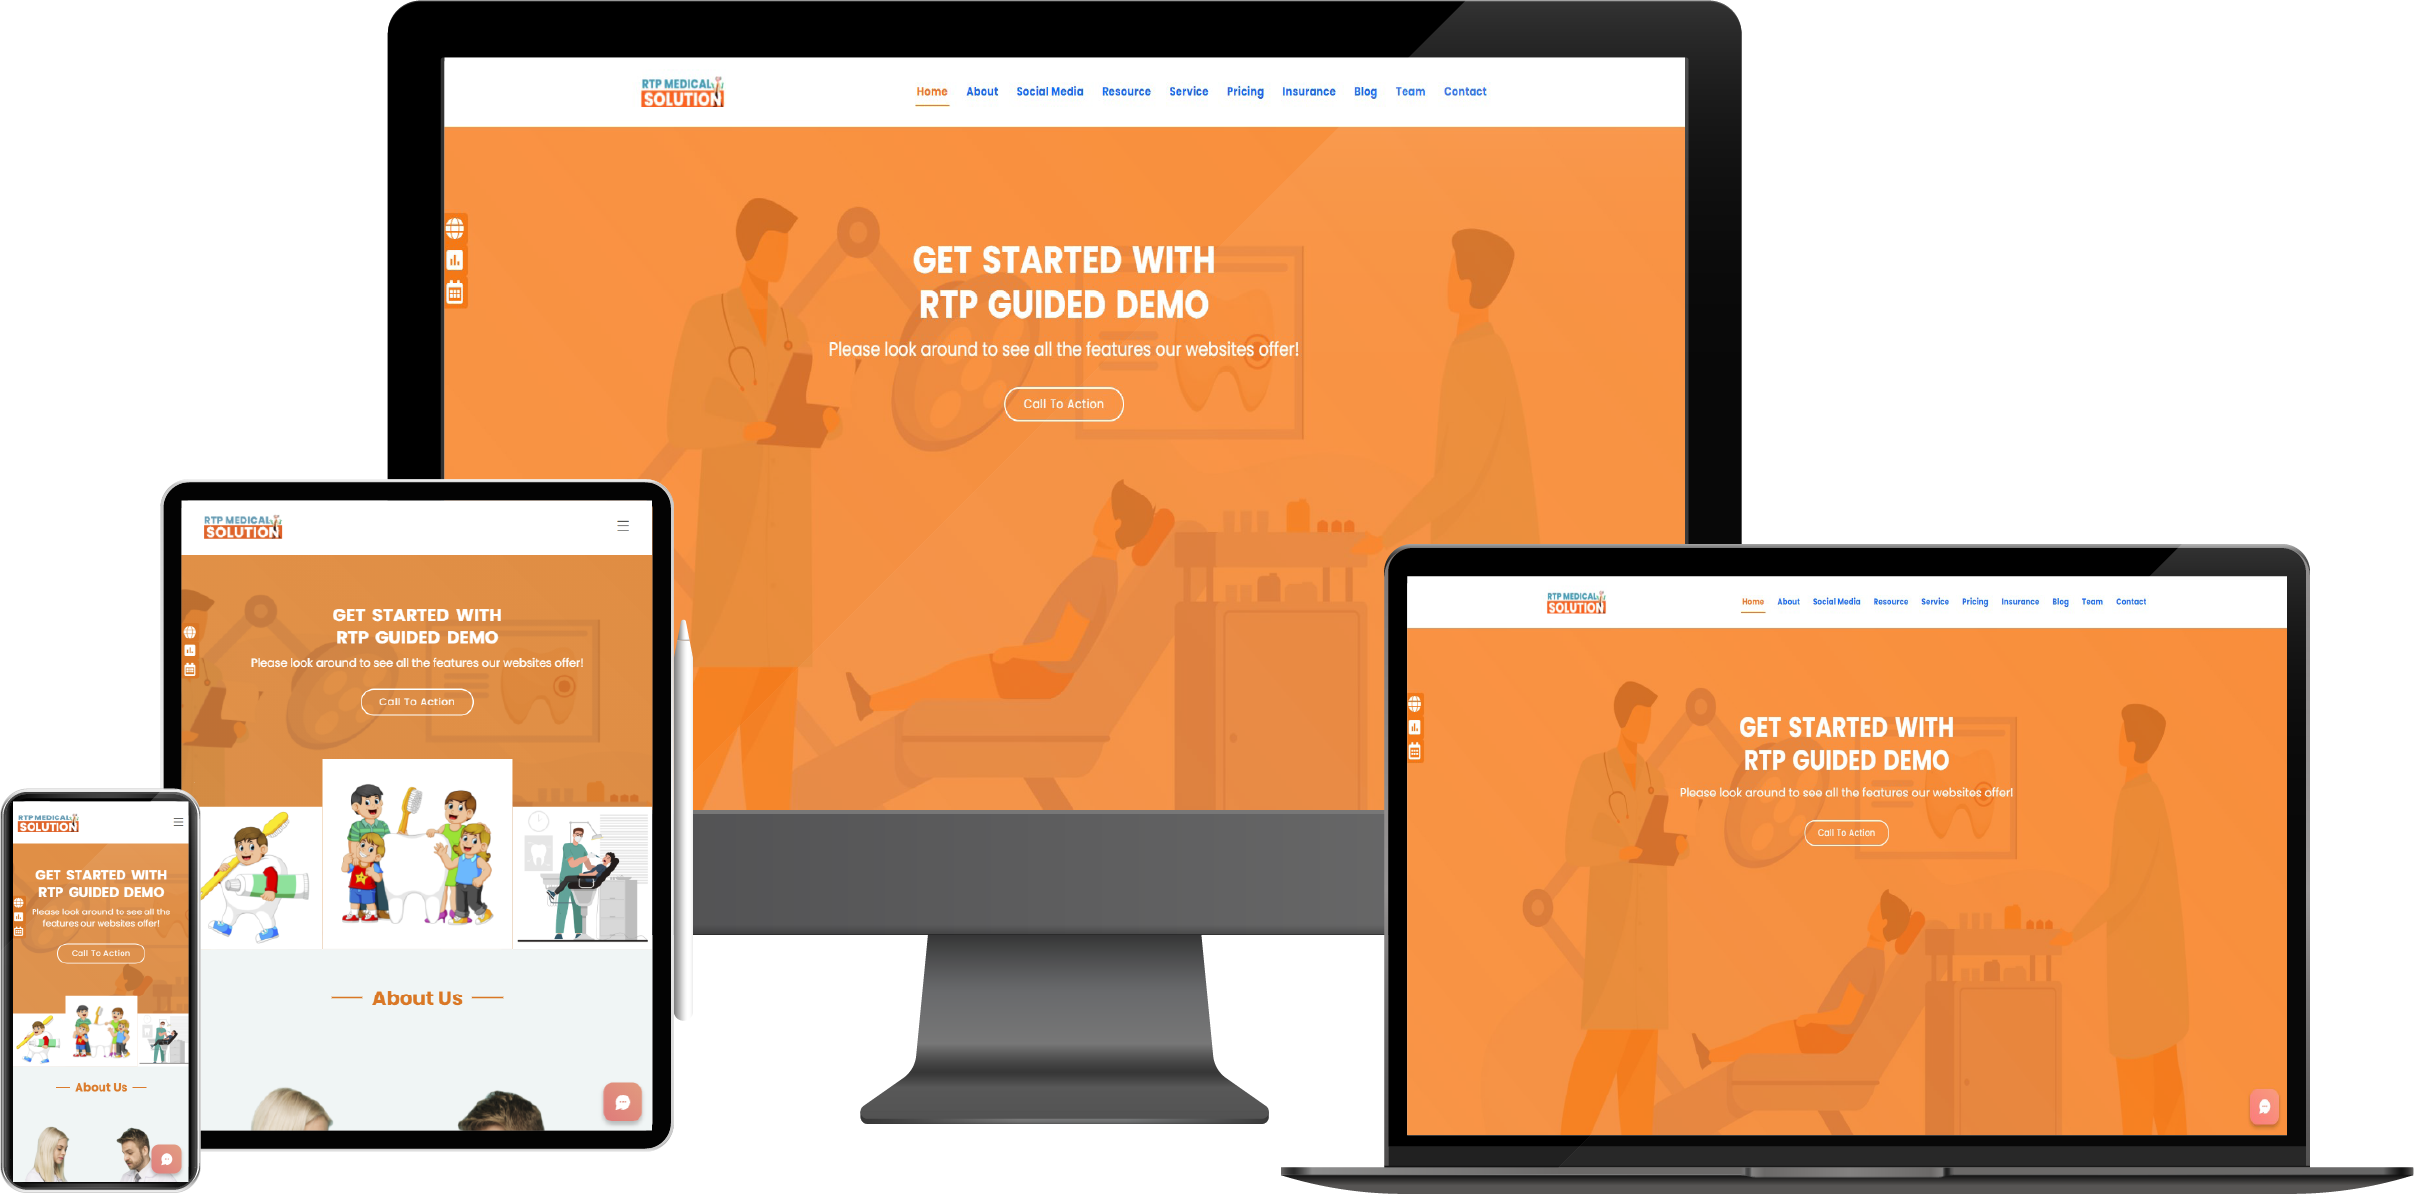 RTP MEDICAL
SOLUTION
Home About Social Media Resource Service Pricing Insurance Blog Team Contact
GET STARTED WITH
RTP GUIDED DEMO
Please look around to see all the features our websites offer!
Call To Action
RTP MEDICAL
SOLUTION
GET STARTED WITH
RTP GUIDED DEMO
Please look around to see all the features our websites offer!
Call To Action
About Us
RTP MEDICAL
SOLUTION
GET STARTED WITH
RTP GUIDED DEMO
Please look around to see all the
features our websites offer!
Call To Action
About Us
RTP MEDICAL
SOLUTION
Home About Social Media Resource Service Pricing Insurance Blog Team Contact
GET STARTED WITH
RTP GUIDED DEMO
Please look around to see all the features our websites offer!
Call To Action